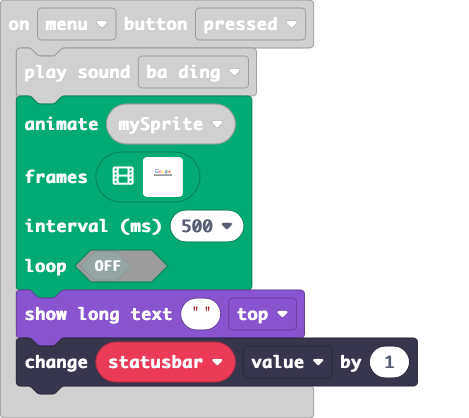 on menu button pressed
play sound ba ding
animate mySprite
frames Google
interval (ms) 500
loop OFF
show long text " " top
change statusbar value by 1